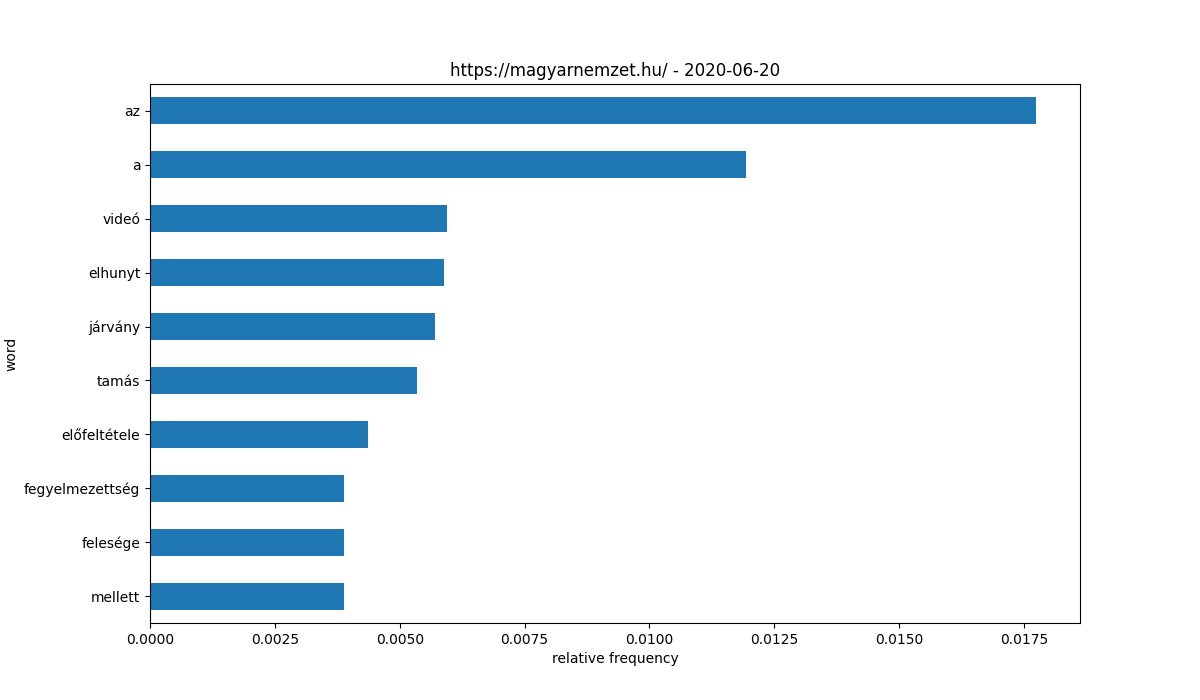 https://magyarnemzet.hu/ - 2020-06-20
az
a
videó
elhunyt
járvány
tamás
előfeltétele
fegyelmezettség
felesége
mellett
word
0.0000 0.0025 0.0050 0.0075 0.0100 0.0125 0.0150 0.0175
relative frequency